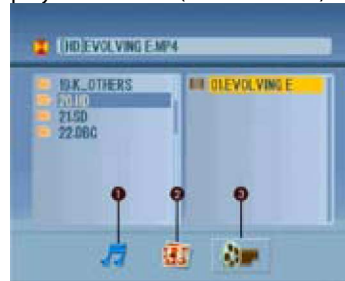 [HD]EVOLVING E.MP4
19.K_OTHERS
20.HD
21.SD
22.DBC
01.EVOLVING E
1
2
3